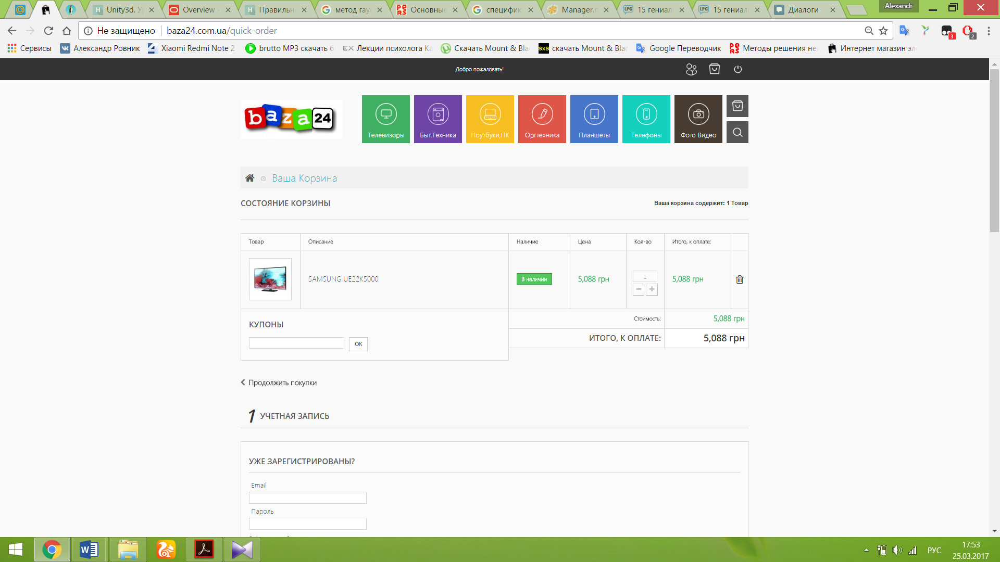 Unity3d. У
Overview
Правильн
метод гау
Основные
специфик
Manager.r
15 гениал
15 гениал
Диалоги
Alexandr
Не защищено
baza24.com.ua/quick-order
3
2
Сервисы
Александр Ровник
Xiaomi Redmi Note 2
brutto MP3 скачать б
EX Лекции психолога Ка
Скачать Mount & Bla
SxS скачать Mount & Blac
Google Переводчик
Методы решения не
Интернет магазин эл
Добро пожаловать!
baza24
Телевизоры
Быт.Техника
Ноутбуки,ПК
Оргтехника
Планшеты
Телефоны
Фото Видео
Ваша Корзина
СОСТОЯНИЕ КОРЗИНЫ
Ваша корзина содержит: 1 Товар
Товар
Описание
Наличие
Цена
Кол-во
Итого, к оплате:
SAMSUNG UE22K5000
В наличии
5,088 грн
1
5,088 грн
КУПОНЫ
OK
Стоимость:
5,088 грн
ИТОГО, К ОПЛАТЕ:
5,088 грн
Продолжить покупки
1 УЧЕТНАЯ ЗАПИСЬ
УЖЕ ЗАРЕГИСТРИРОВАНЫ?
Email
Пароль
РУС
17:53
25.03.2017